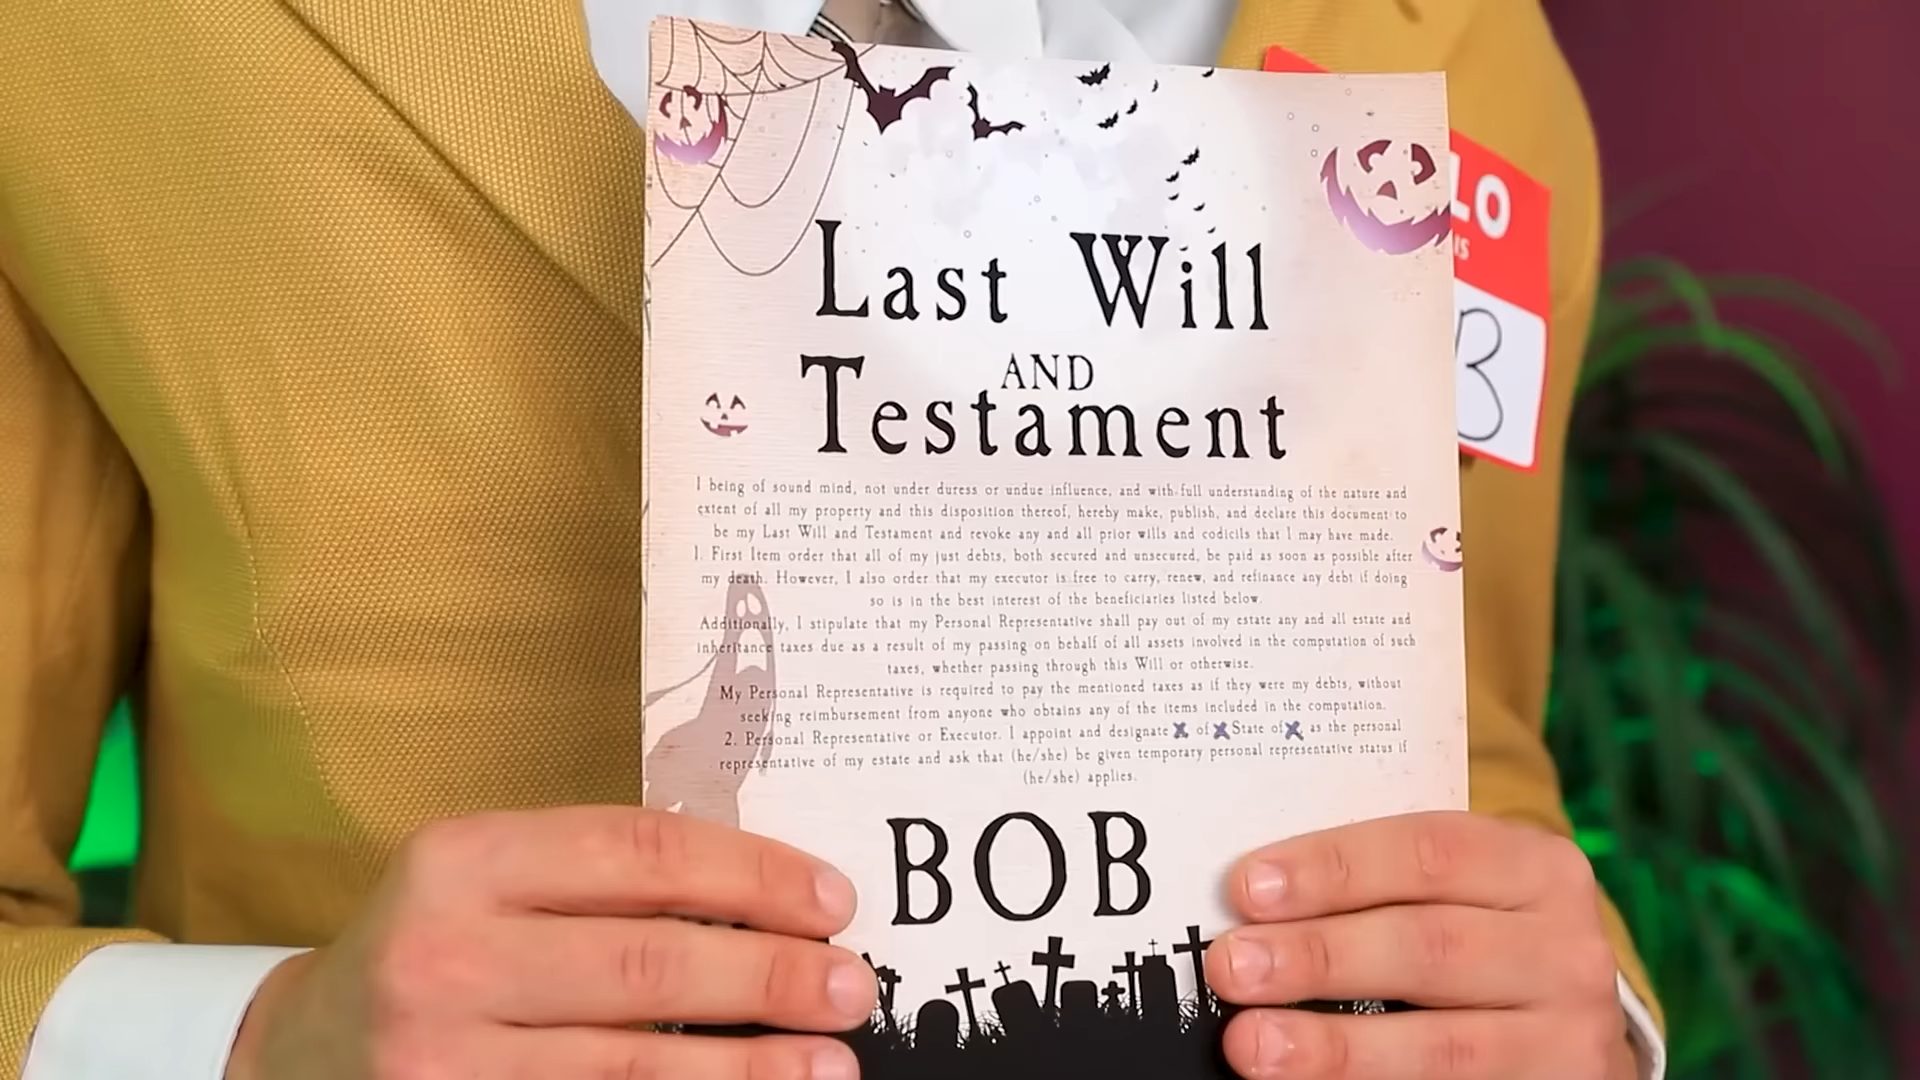 Last Will
AND
Testament
I being of sound mind, not under duress or undue influence, and with full understanding of the nature and
extent of all my property and this disposition thereof, hereby make, publish, and declare this document to
be my Last Will and Testament and revoke any and all prior wills and codicils that I may have made.
1. First Item order that all of my just debts, both secured and unsecured, be paid as soon as possible after
my death. However, I also order that my executor is free to carry, renew, and refinance any debt if doing
so is in the best interest of the beneficiaries listed below.
Additionally, I stipulate that my Personal Representative shall pay out of my estate any and all estate and
inheritance taxes due as a result of my passing on behalf of all assets involved in the computation of such
taxes, whether passing through this Will or otherwise.
My Personal Representative is required to pay the mentioned taxes as if they were my debts, without
seeking reimbursement from anyone who obtains any of the items included in the computation.
2. Personal Representative or Executor. I appoint and designate X, of X State of X, as the personal
representative of my estate and ask that (he/she) be given temporary personal representative status if
(he/she) applies.
BOB
LO
IS
B